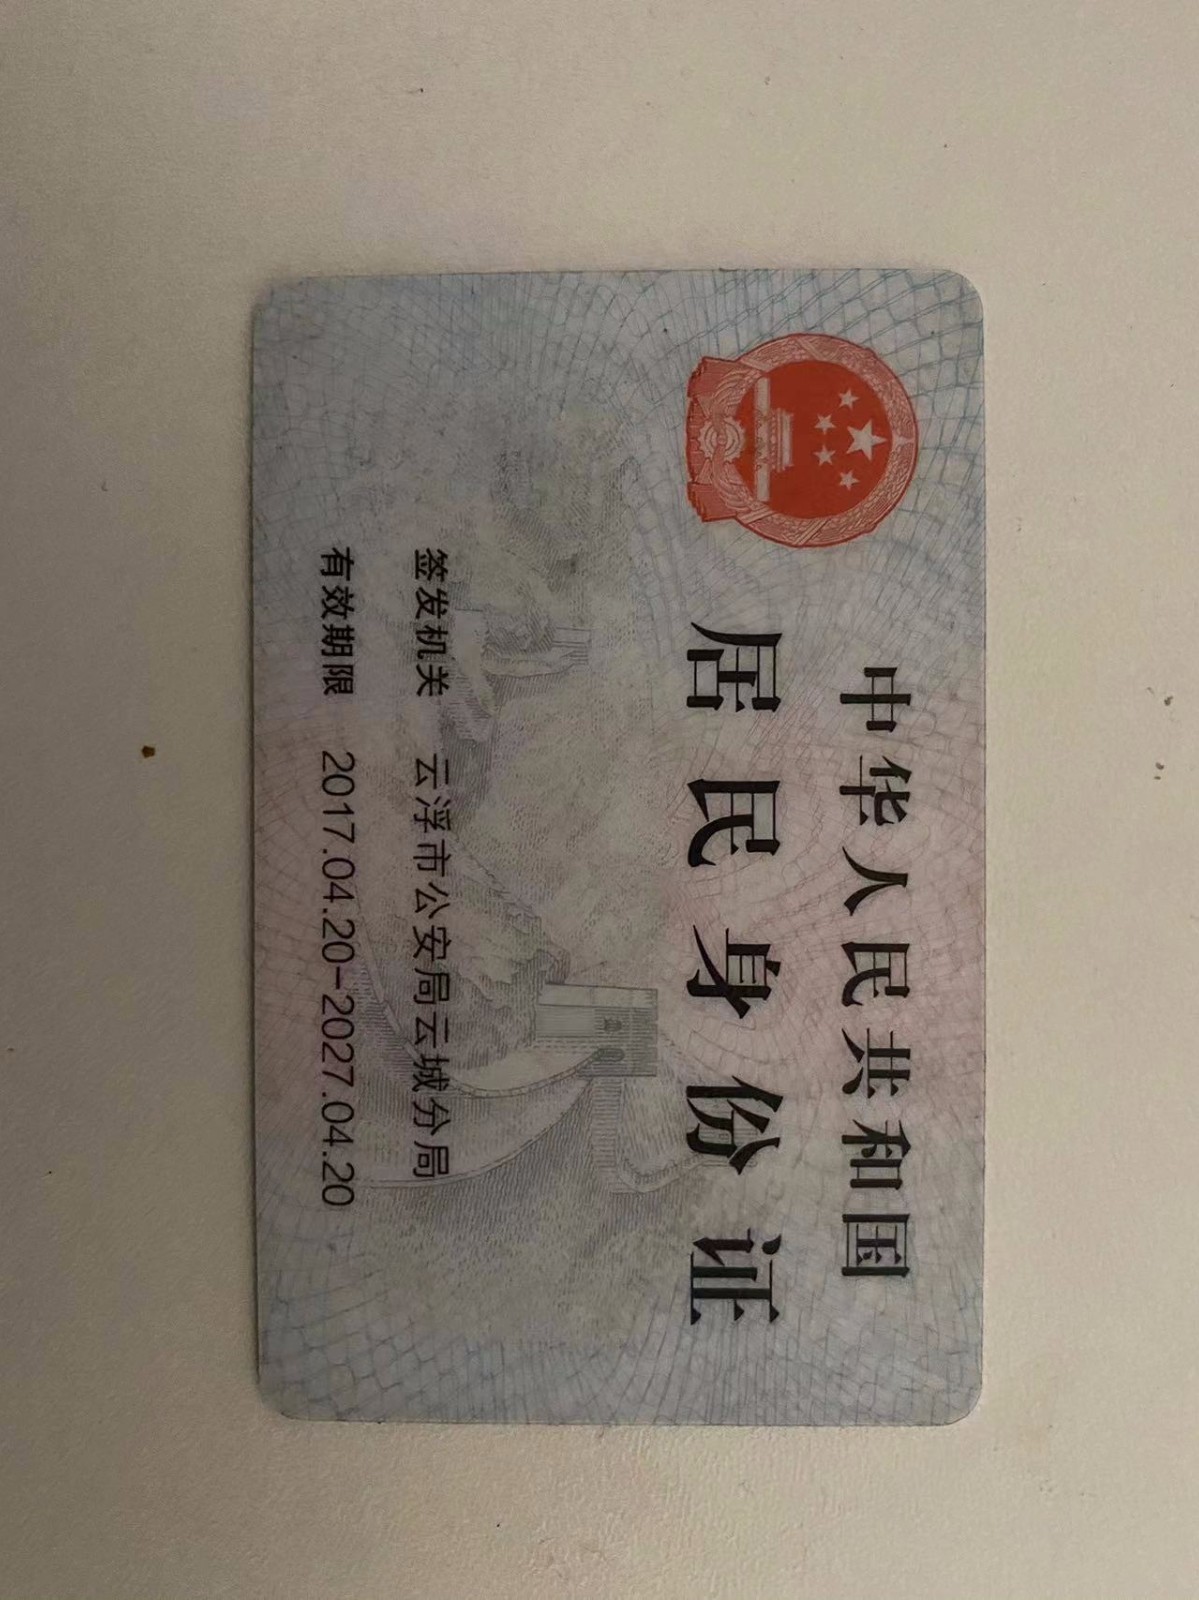 中华人民共和国
居民身份证
签发机关 云浮市公安局云城分局
有效期限 2017.04.20-2027.04.20